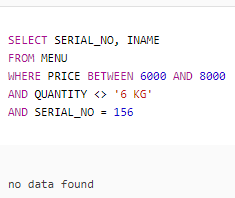 SELECT SERIAL_NO, INAME
FROM MENU
WHERE PRICE BETWEEN 6000 AND 8000
AND QUANTITY <> '6 KG'
AND SERIAL_NO = 156
no data found